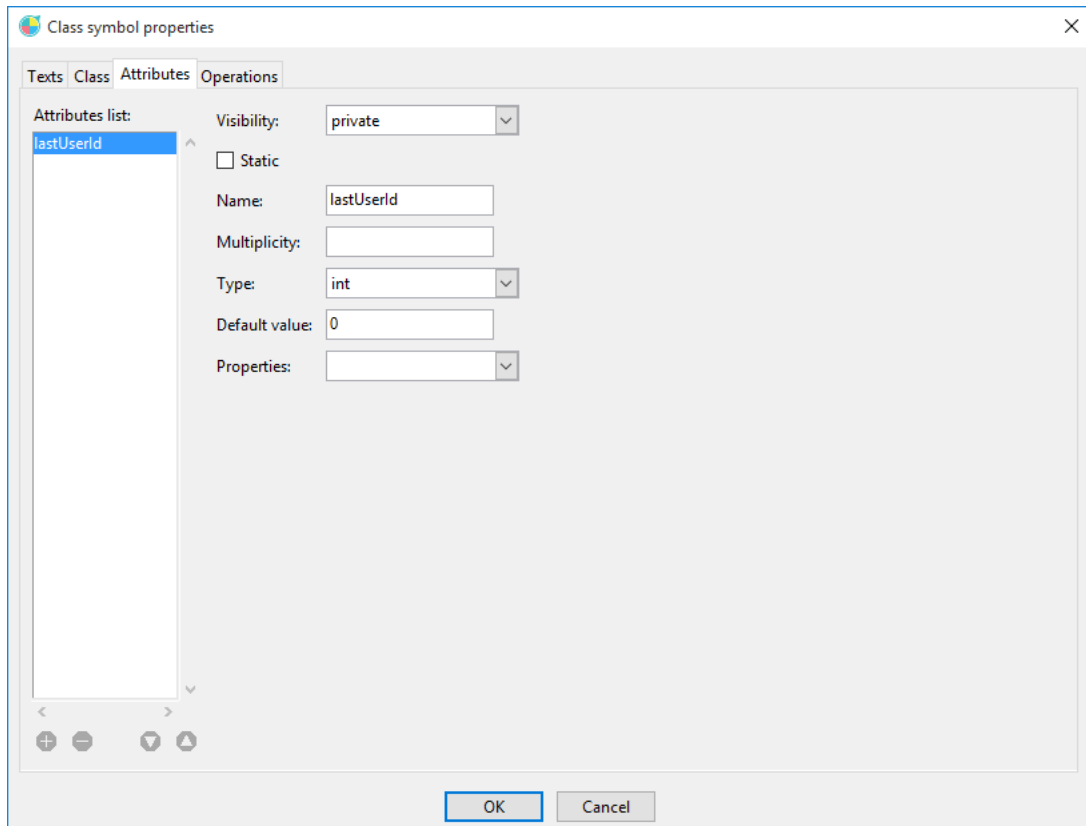 Class symbol properties
Texts Class Attributes Operations
Attributes list:
lastUserId
Visibility: private
Static
Name: lastUserId
Multiplicity:
Type: int
Default value: 0
Properties:
OK Cancel